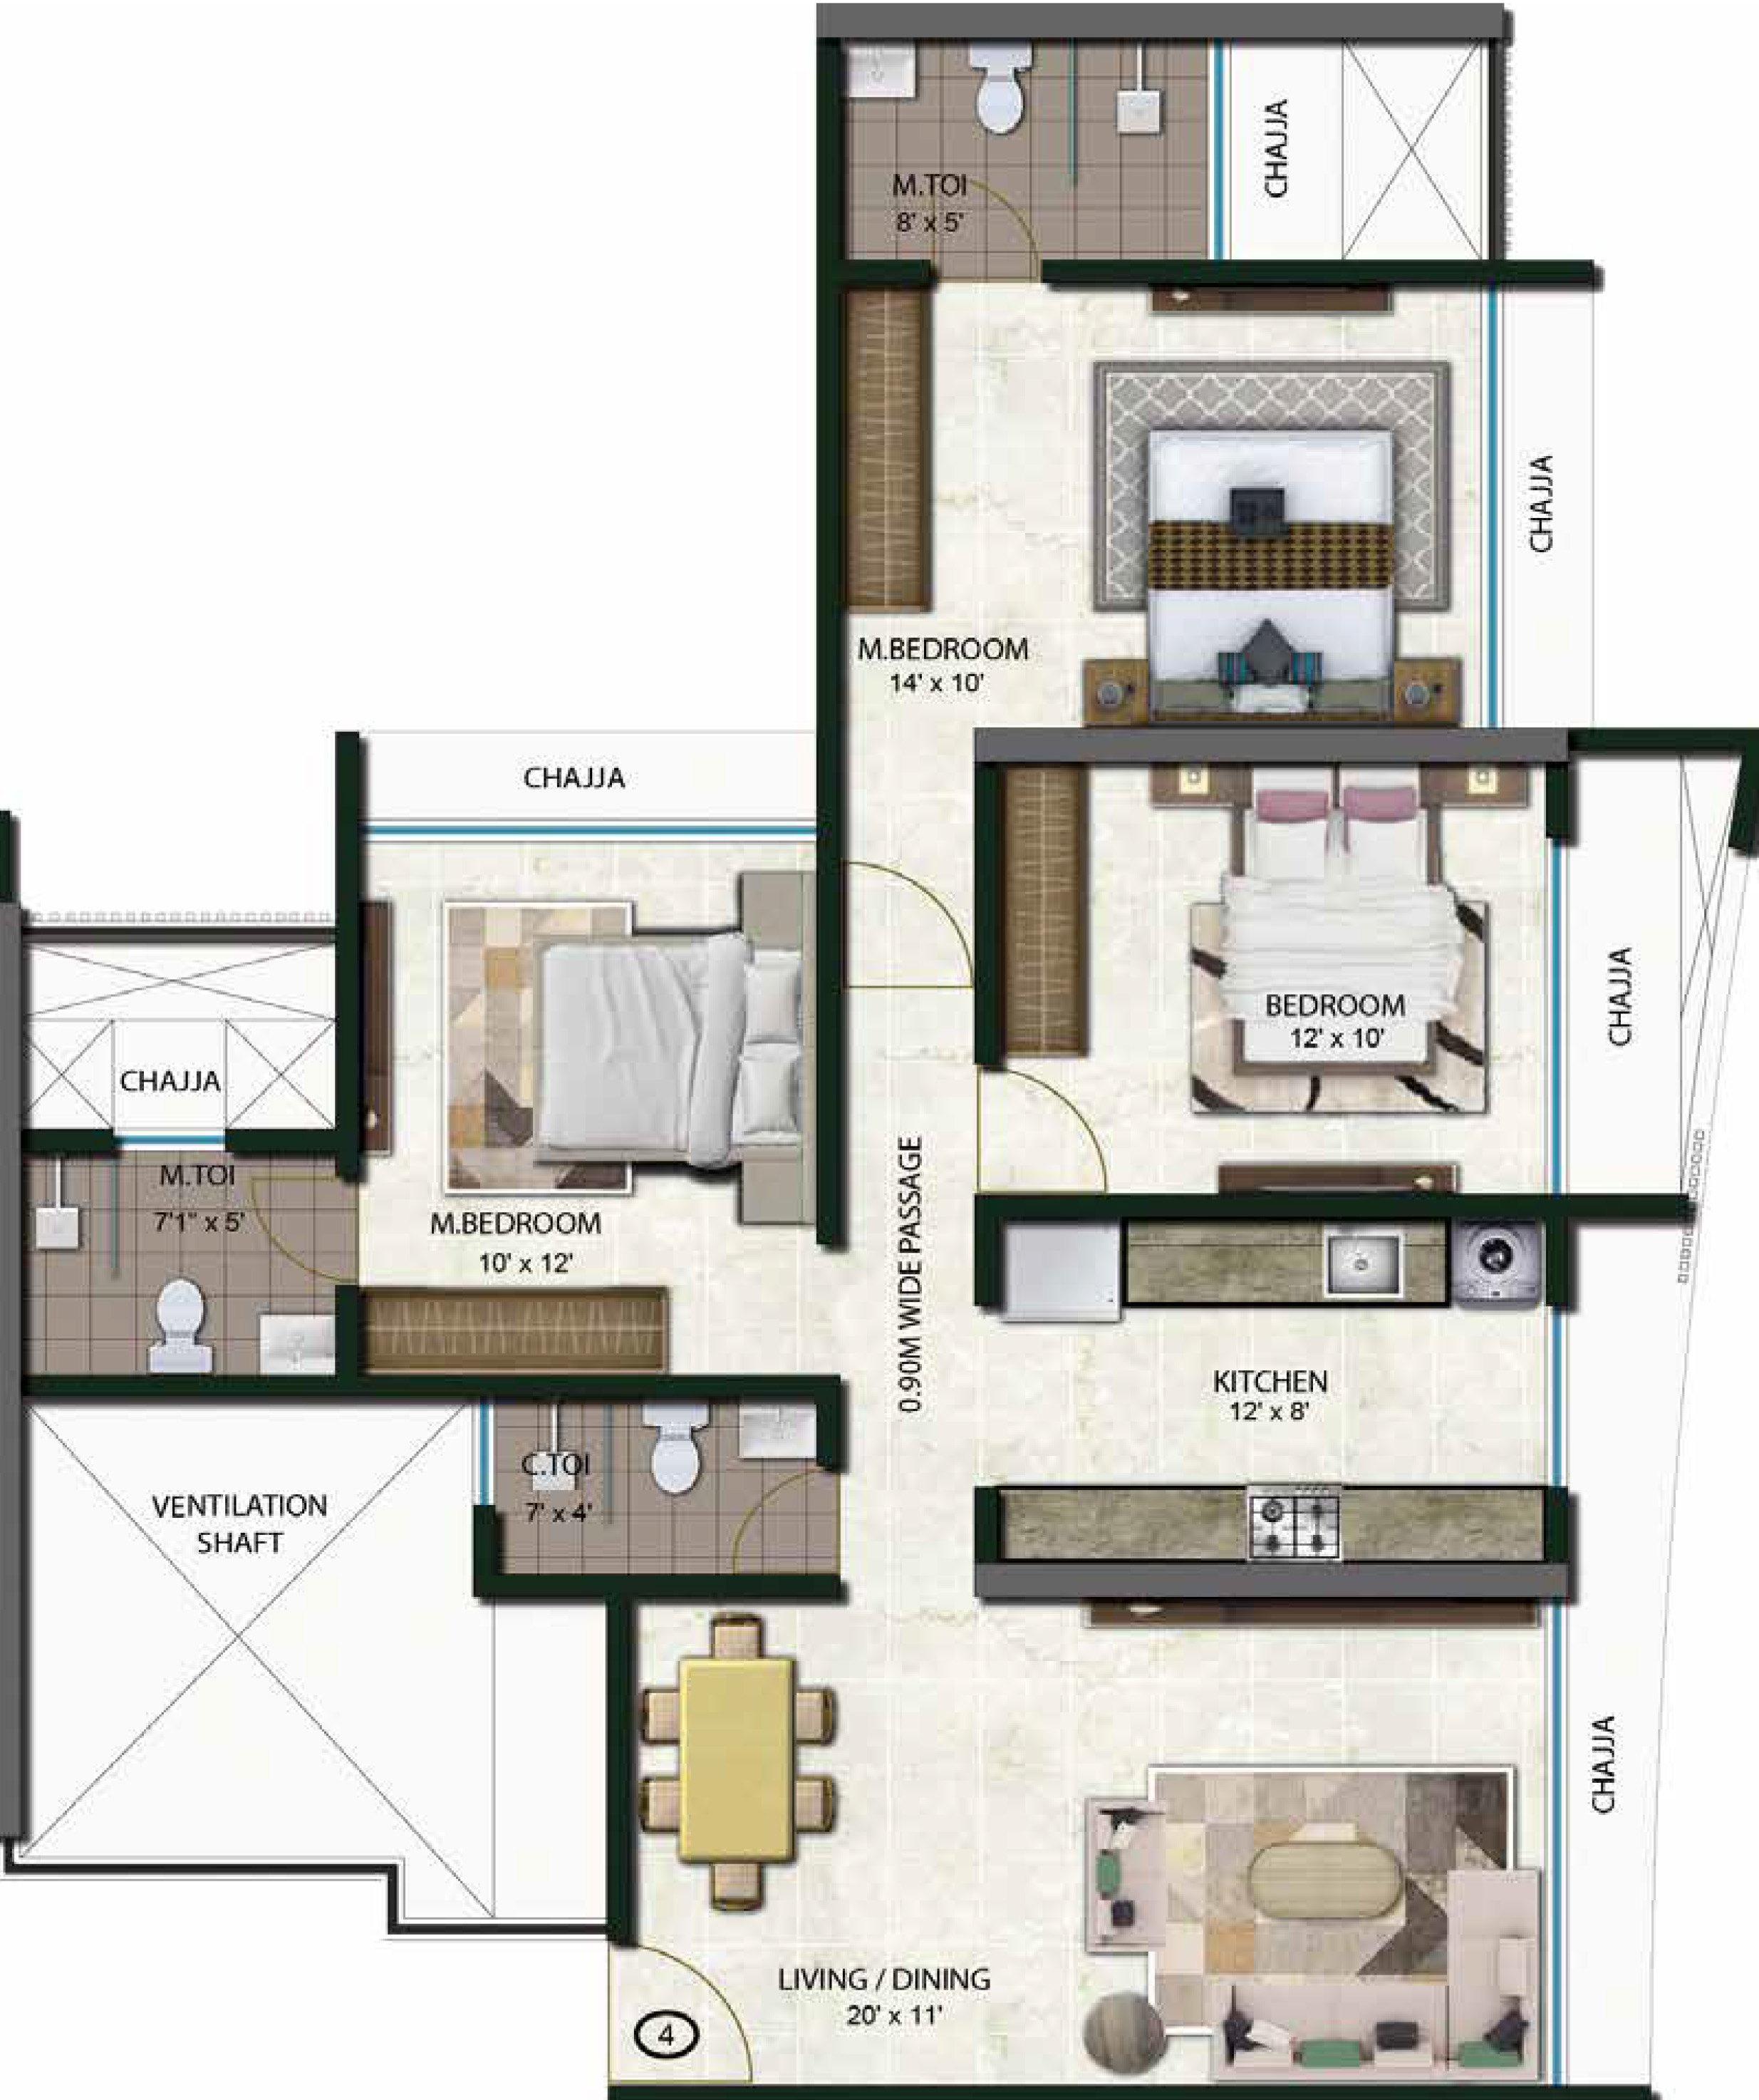 CHAJJA
M.TOI
8' x 5'
CHAJJA
M.BEDROOM
14' x 10'
CHAJJA
CHAJJA
BEDROOM
12' x 10'
CHAJJA
M.TOI
7'1" x 5'
M.BEDROOM
10' x 12'
0.90M WIDE PASSAGE
KITCHEN
12' x 8'
C.TOI
7' x 4'
VENTILATION
SHAFT
CHAJJA
LIVING / DINING
20' x 11'
4